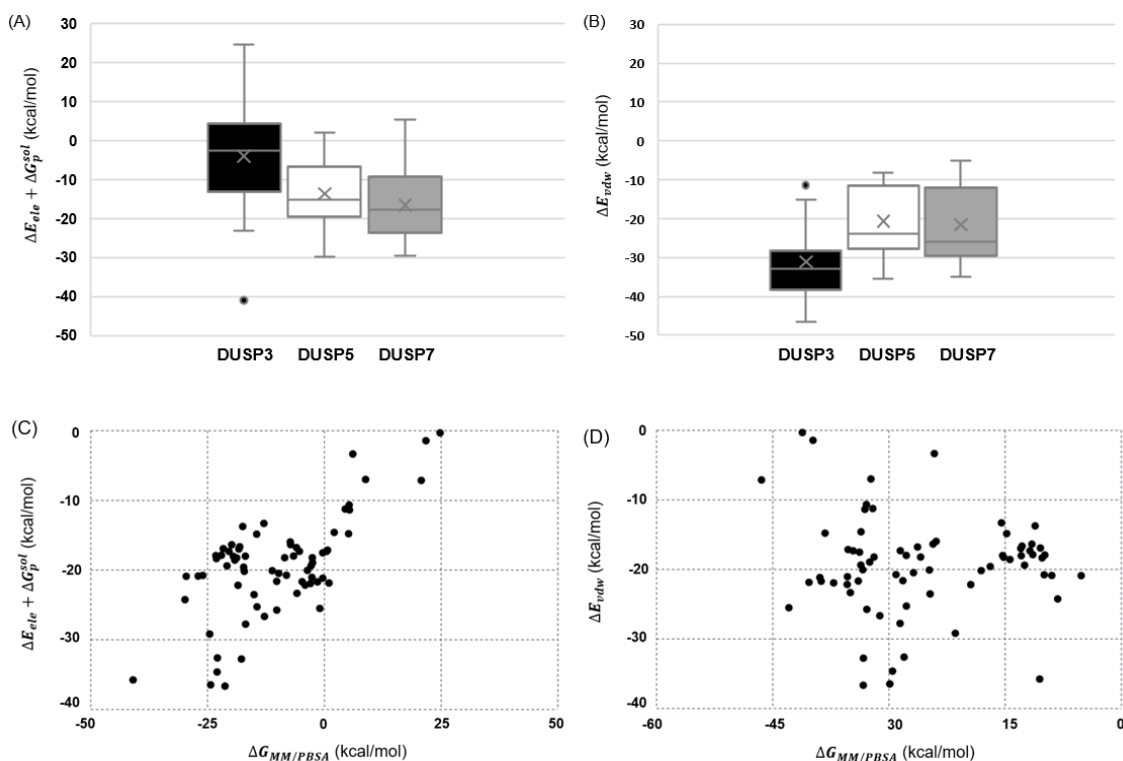 (A)
30
20
10
0
-10
-20
-30
-40
-50
ΔE_ele + ΔG_p^sol (kcal/mol)
DUSP3 DUSP5 DUSP7
(B)
30
20
10
0
-10
-20
-30
-40
-50
ΔE_vdw (kcal/mol)
DUSP3 DUSP5 DUSP7
(C)
0
-10
-20
-30
-40
ΔE_ele + ΔG_p^sol (kcal/mol)
-50 -25 0 25 50
ΔG_MM/PBSA (kcal/mol)
(D)
0
-10
-20
-30
-40
ΔE_vdw (kcal/mol)
-60 -45 30 15 0
ΔG_MM/PBSA (kcal/mol)